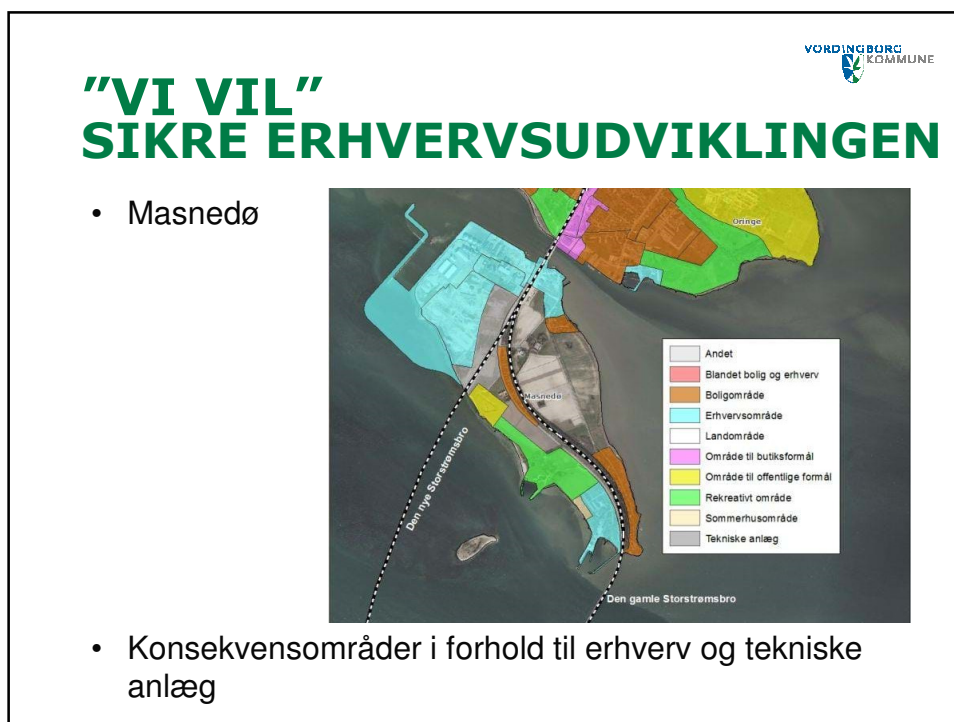 VORDINGBORG
KOMMUNE
”VI VIL”
SIKRE ERHVERVSUDVIKLINGEN
• Masnedø
Oringe
Masnedø
Den nye Storstrømsbro
Den gamle Storstrømsbro
Andet
Blandet bolig og erhverv
Boligområde
Erhvervsområde
Landområde
Område til butiksformål
Område til offentlige formål
Rekreativt område
Sommerhusområde
Tekniske anlæg
• Konsekvensområder i forhold til erhverv og tekniske
anlæg